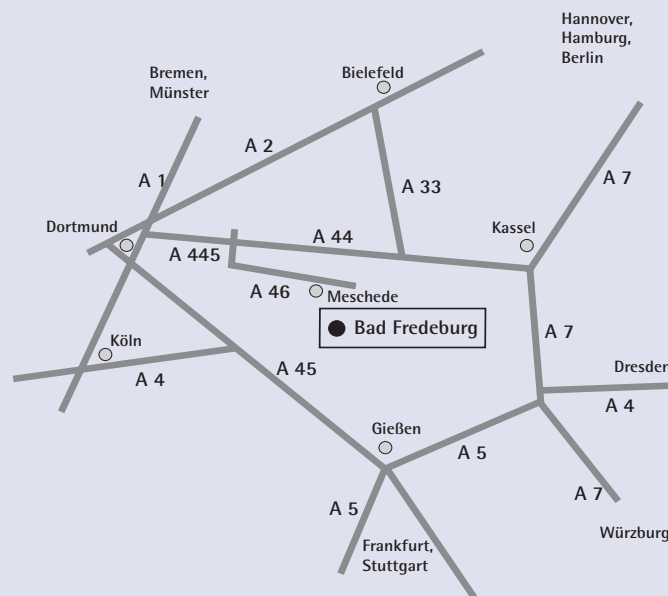 Hannover,
Hamburg,
Berlin
Bremen,
Münster
Bielefeld
A 2
A 1
A 33
A 7
Dortmund
A 44
Kassel
A 445
A 46
Meschede
Bad Fredeburg
A 7
Köln
A 4
A 45
Dresden
A 4
Gießen
A 5
A 7
A 5
Würzburg
Frankfurt,
Stuttgart